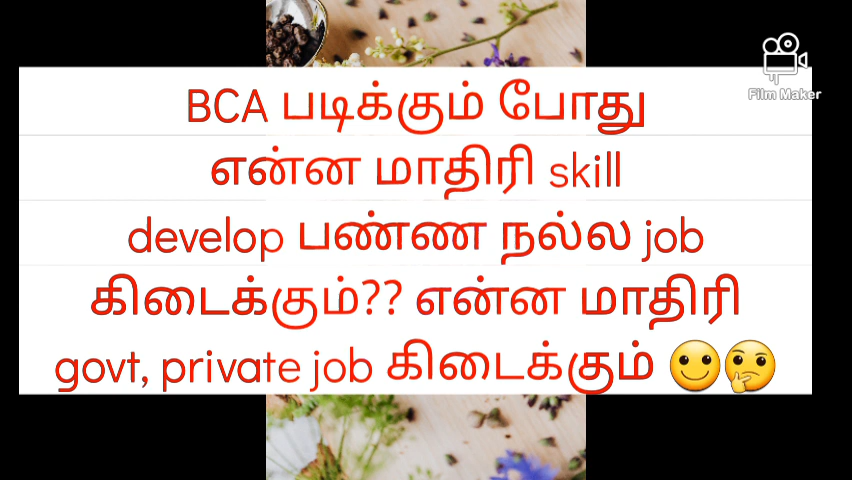 Film Maker
BCA படிக்கும் போது
என்ன மாதிரி skill
develop பண்ண நல்ல job
கிடைக்கும்?? என்ன மாதிரி
govt, private job கிடைக்கும் 🙂🤔